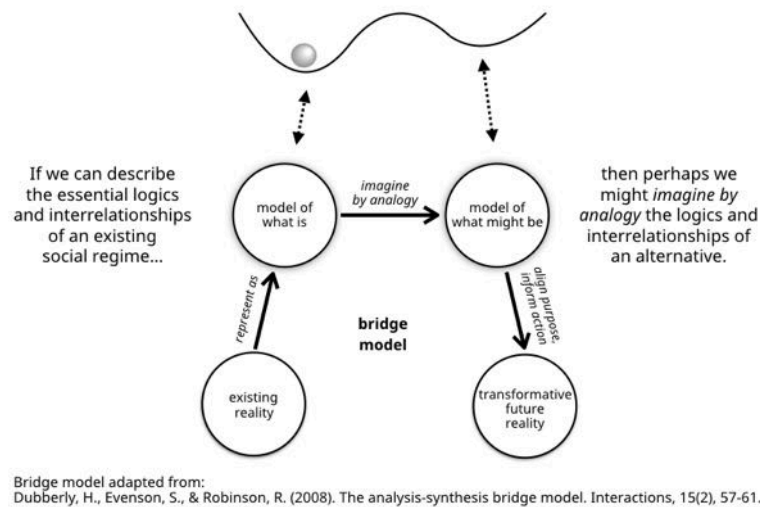 If we can describe
the essential logics
and interrelationships
of an existing
social regime...
model of
what is
imagine
by analogy
model of
what might be
then perhaps we
might imagine by
analogy the logics and
interrelationships of
an alternative.
represent as
bridge
model
align purpose,
inform action
existing
reality
transformative
future
reality
Bridge model adapted from:
Dubberly, H., Evenson, S., & Robinson, R. (2008). The analysis-synthesis bridge model. Interactions, 15(2), 57-61.